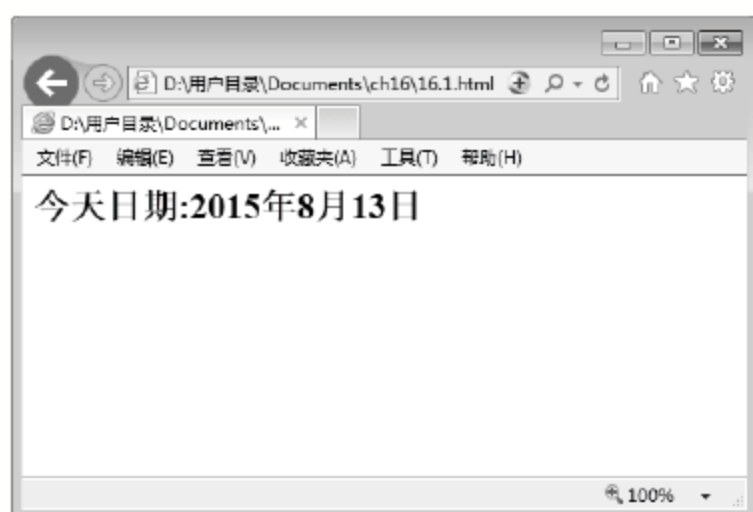 D:\用户目录\Documents\ch16\16.1.html
D:\用户目录\Documents\...
文件(F) 编辑(E) 查看(V) 收藏夹(A) 工具(T) 帮助(H)
今天日期:2015年8月13日
100%